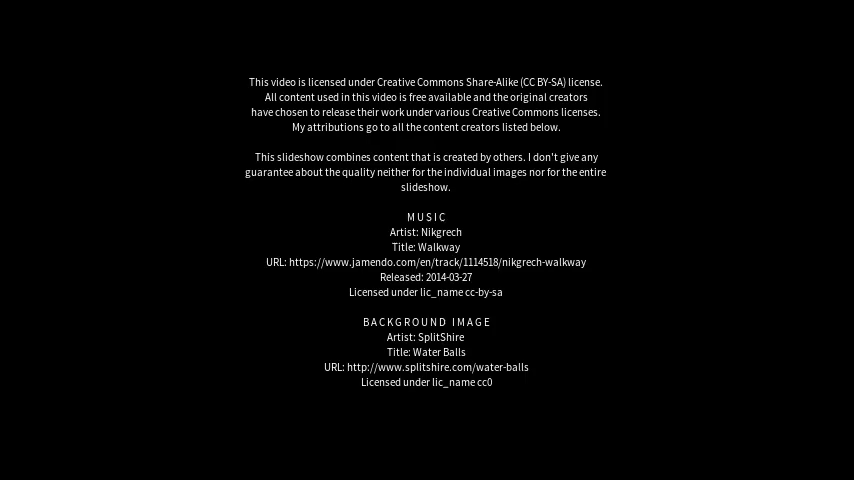 This video is licensed under Creative Commons Share-Alike (CC BY-SA) license.
All content used in this video is free available and the original creators
have chosen to release their work under various Creative Commons licenses.
My attributions go to all the content creators listed below.
This slideshow combines content that is created by others. I don't give any
guarantee about the quality neither for the individual images nor for the entire
slideshow.
MUSIC
Artist: Nikgrech
Title: Walkway
URL: https://www.jamendo.com/en/track/1114518/nikgrech-walkway
Released: 2014-03-27
Licensed under lic_name cc-by-sa
BACKGROUND IMAGE
Artist: SplitShire
Title: Water Balls
URL: http://www.splitshire.com/water-balls
Licensed under lic_name cc0